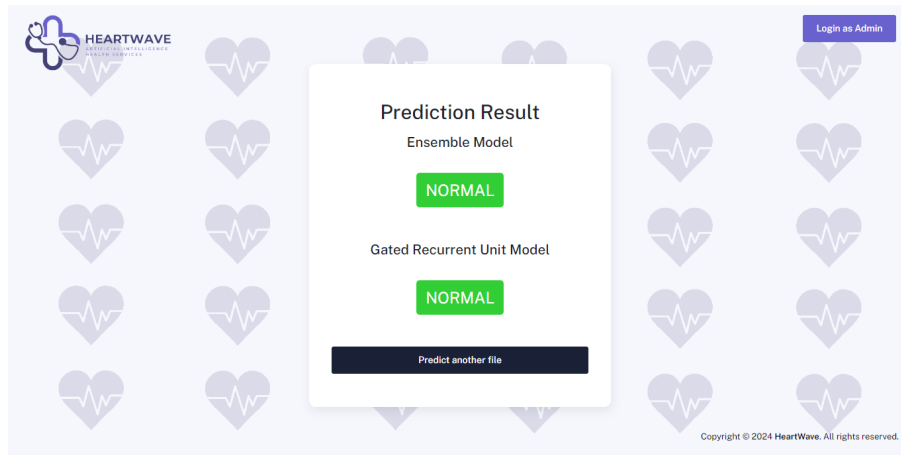 HEARTWAVE
ARTIFICIAL INTELLIGENCE
HEALTH SERVICES
Login as Admin
Prediction Result
Ensemble Model
NORMAL
Gated Recurrent Unit Model
NORMAL
Predict another file
Copyright © 2024 HeartWave. All rights reserved.